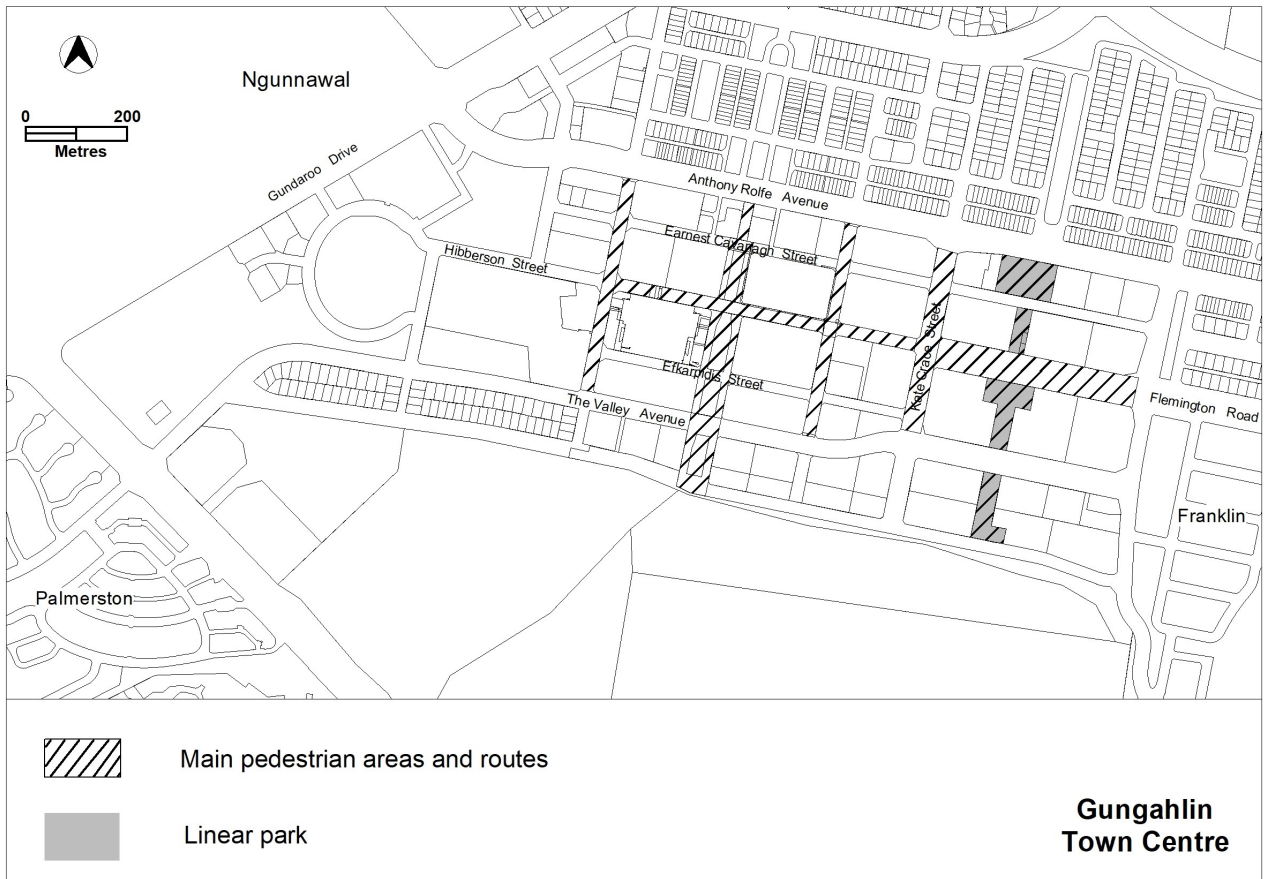 Ngunnawal
0 200
Metres
Gundaroo Drive
Anthony Rolfe Avenue
Earnest Cavanagh Street
Hibberson Street
Kate Crace Street
Efkarpidis Street
The Valley Avenue
Flemington Road
Franklin
Palmerston
Main pedestrian areas and routes
Linear park
Gungahlin
Town Centre